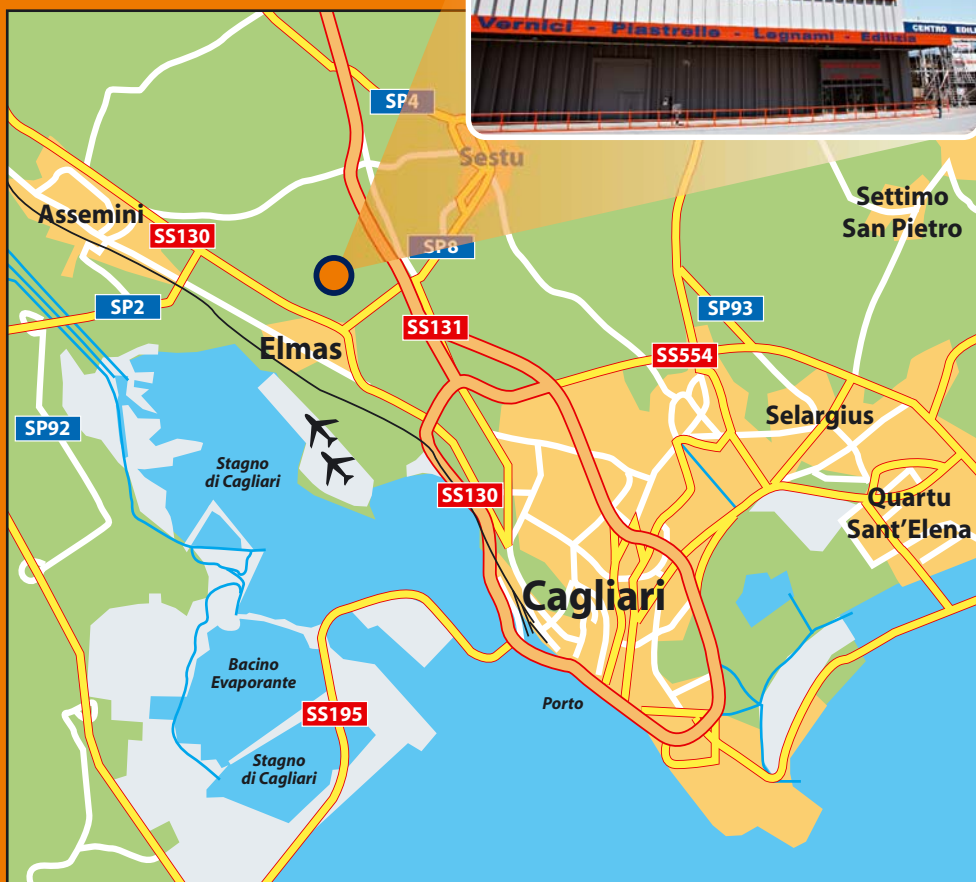 Vernici - Piastrelle - Legnami - Edilizia
CENTRO EDIL
SP4
Sestu
Settimo
San Pietro
Assemini
SS130
SP8
SP2
SP93
SS131
Elmas
SS554
Selargius
SP92
Stagno
di Cagliari
SS130
Quartu
Sant'Elena
Cagliari
Bacino
Evaporante
Porto
SS195
Stagno
di Cagliari